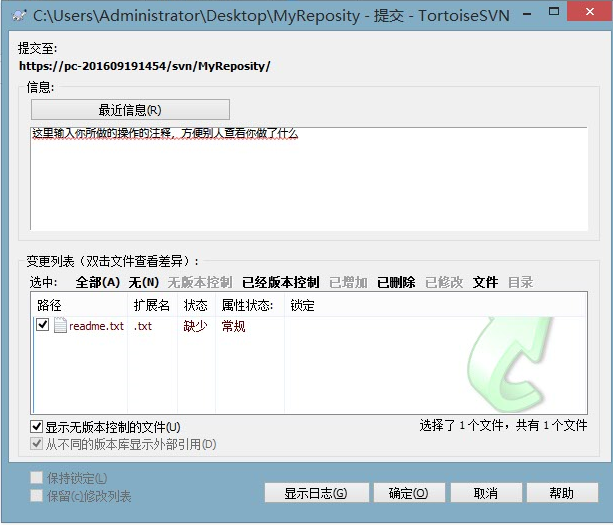 C:\Users\Administrator\Desktop\MyReposity - 提交 - TortoiseSVN
提交至:
https://pc-201609191454/svn/MyReposity/
信息:
最近信息(R)
这里输入你所做的操作的注释，方便别人查看你做了什么
变更列表（双击文件查看差异）:
选中: 全部(A) 无(N) 无版本控制 已经版本控制 已增加 已删除 已修改 文件 目录
路径 扩展名 状态 属性状态: 锁定
readme.txt .txt 缺少 常规
显示无版本控制的文件(U) 选择了 1 个文件，共有 1 个文件
从不同的版本库显示外部引用(D)
保持锁定(L)
保留(c)修改列表
显示日志(G) 确定(O) 取消 帮助